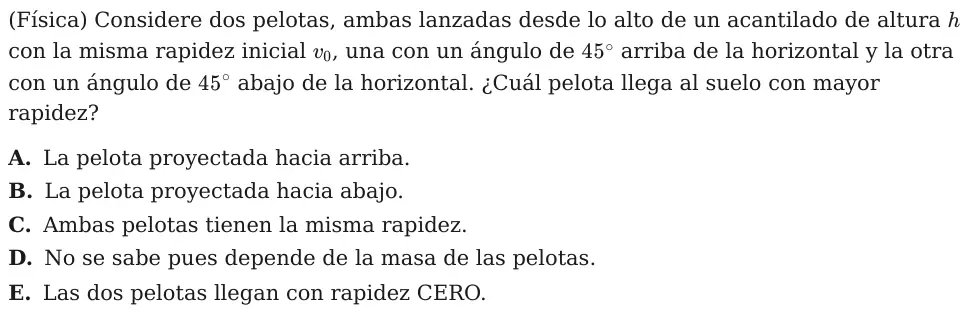 (Física) Considere dos pelotas, ambas lanzadas desde lo alto de un acantilado de altura h
con la misma rapidez inicial v₀, una con un ángulo de 45° arriba de la horizontal y la otra
con un ángulo de 45° abajo de la horizontal. ¿Cuál pelota llega al suelo con mayor
rapidez?
A. La pelota proyectada hacia arriba.
B. La pelota proyectada hacia abajo.
C. Ambas pelotas tienen la misma rapidez.
D. No se sabe pues depende de la masa de las pelotas.
E. Las dos pelotas llegan con rapidez CERO.